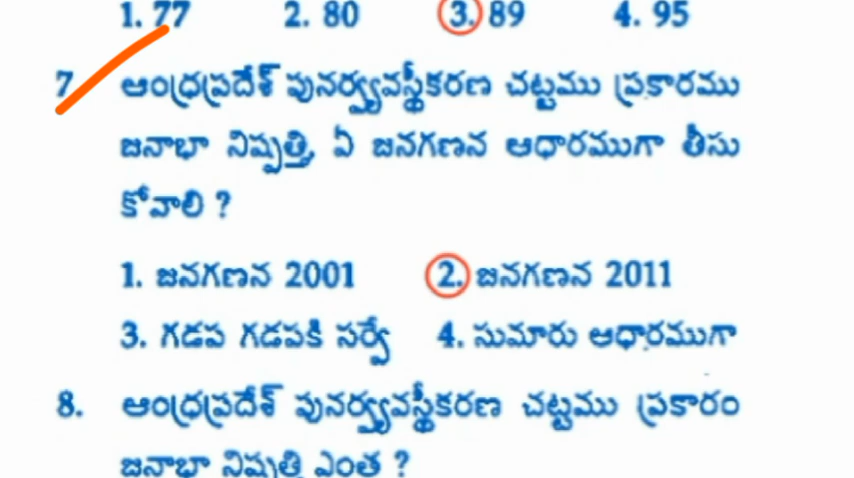 1. 77 2. 80 3. 89 4. 95
7 ఆంధ్రప్రదేశ్ పునర్వ్యవస్థీకరణ చట్టము ప్రకారము
జనాభా నిష్పత్తి, ఏ జనగణన ఆధారముగా తీసు
కోవాలి ?
1. జనగణన 2001 2. జనగణన 2011
3. గడప గడపకి సర్వే 4. సుమారు ఆధారముగా
8. ఆంధ్రప్రదేశ్ పునర్వ్యవస్థీకరణ చట్టము ప్రకారం
జనాభా నిష్పత్తి ఎంత ?